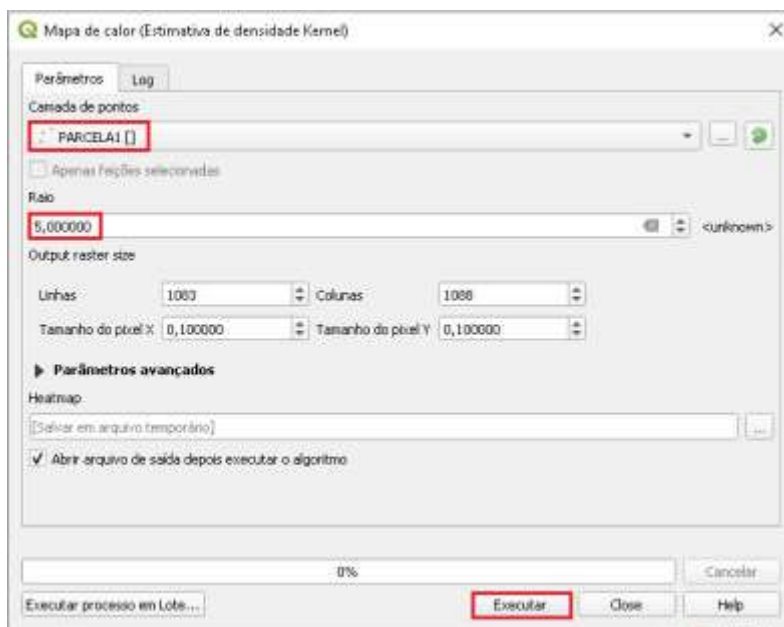 Mapa de calor (Estimativa de densidade Kernel)
Parâmetros Log
Camada de pontos
PARCELA1 []
...
Apenas feições selecionadas
Raio
5,000000 <unknown>
Output raster size
Linhas 1083 Colunas 1088
Tamanho do pixel X 0,100000 Tamanho do pixel Y 0,100000
Parâmetros avançados
Heatmap
[Salvar em arquivo temporário] ...
Abrir arquivo de saída depois executar o algoritmo
0% Cancelar
Executar processo em Lote... Executar Close Help